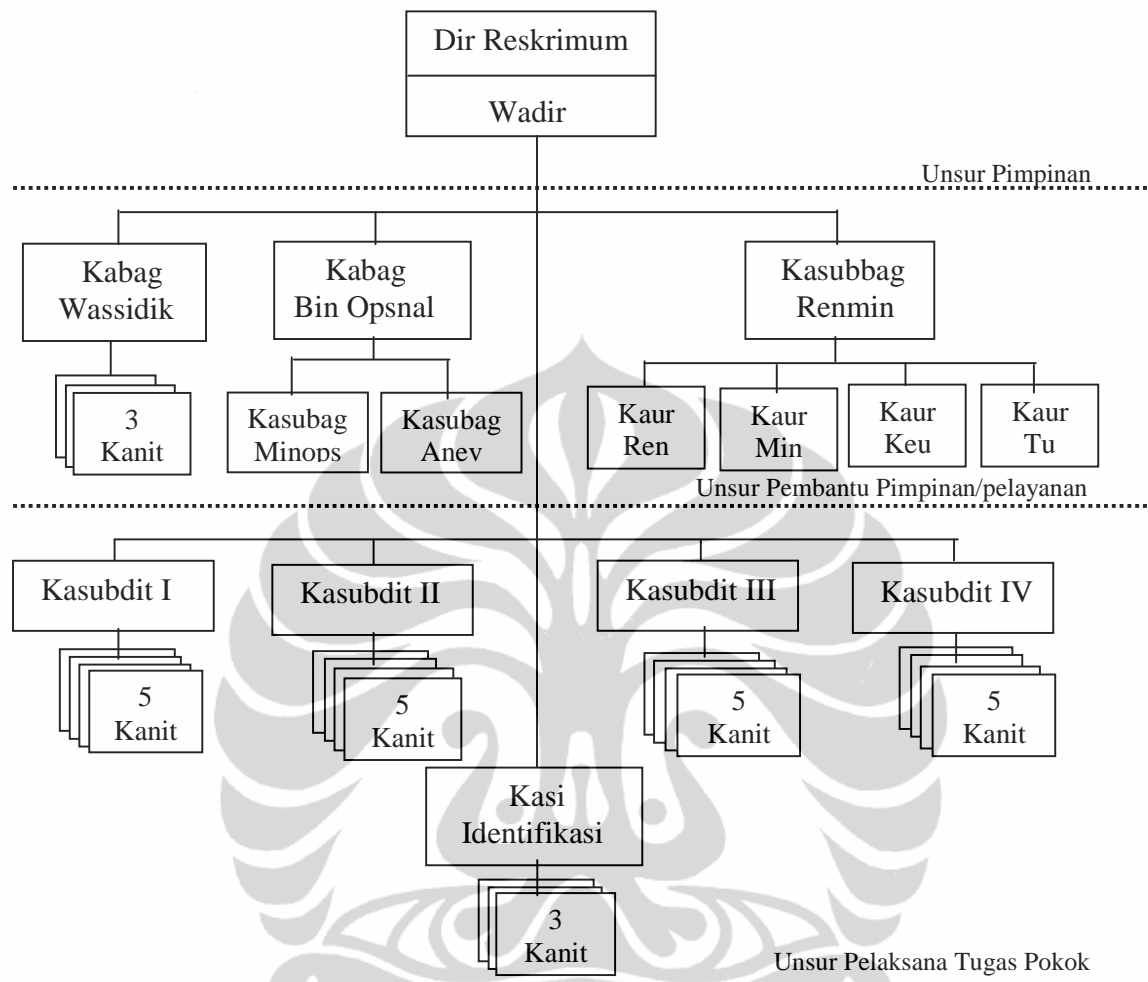 Dir Reskrimum
Wadir
Unsur Pimpinan
Kabag
Wassidik
Kabag
Bin Opsnal
Kasubbag
Renmin
3
Kanit
Kasubag
Minops
Kasubag
Anev
Kaur
Ren
Kaur
Min
Kaur
Keu
Kaur
Tu
Unsur Pembantu Pimpinan/pelayanan
Kasubdit I
Kasubdit II
Kasubdit III
Kasubdit IV
5
Kanit
5
Kanit
5
Kanit
5
Kanit
Kasi
Identifikasi
3
Kanit
Unsur Pelaksana Tugas Pokok